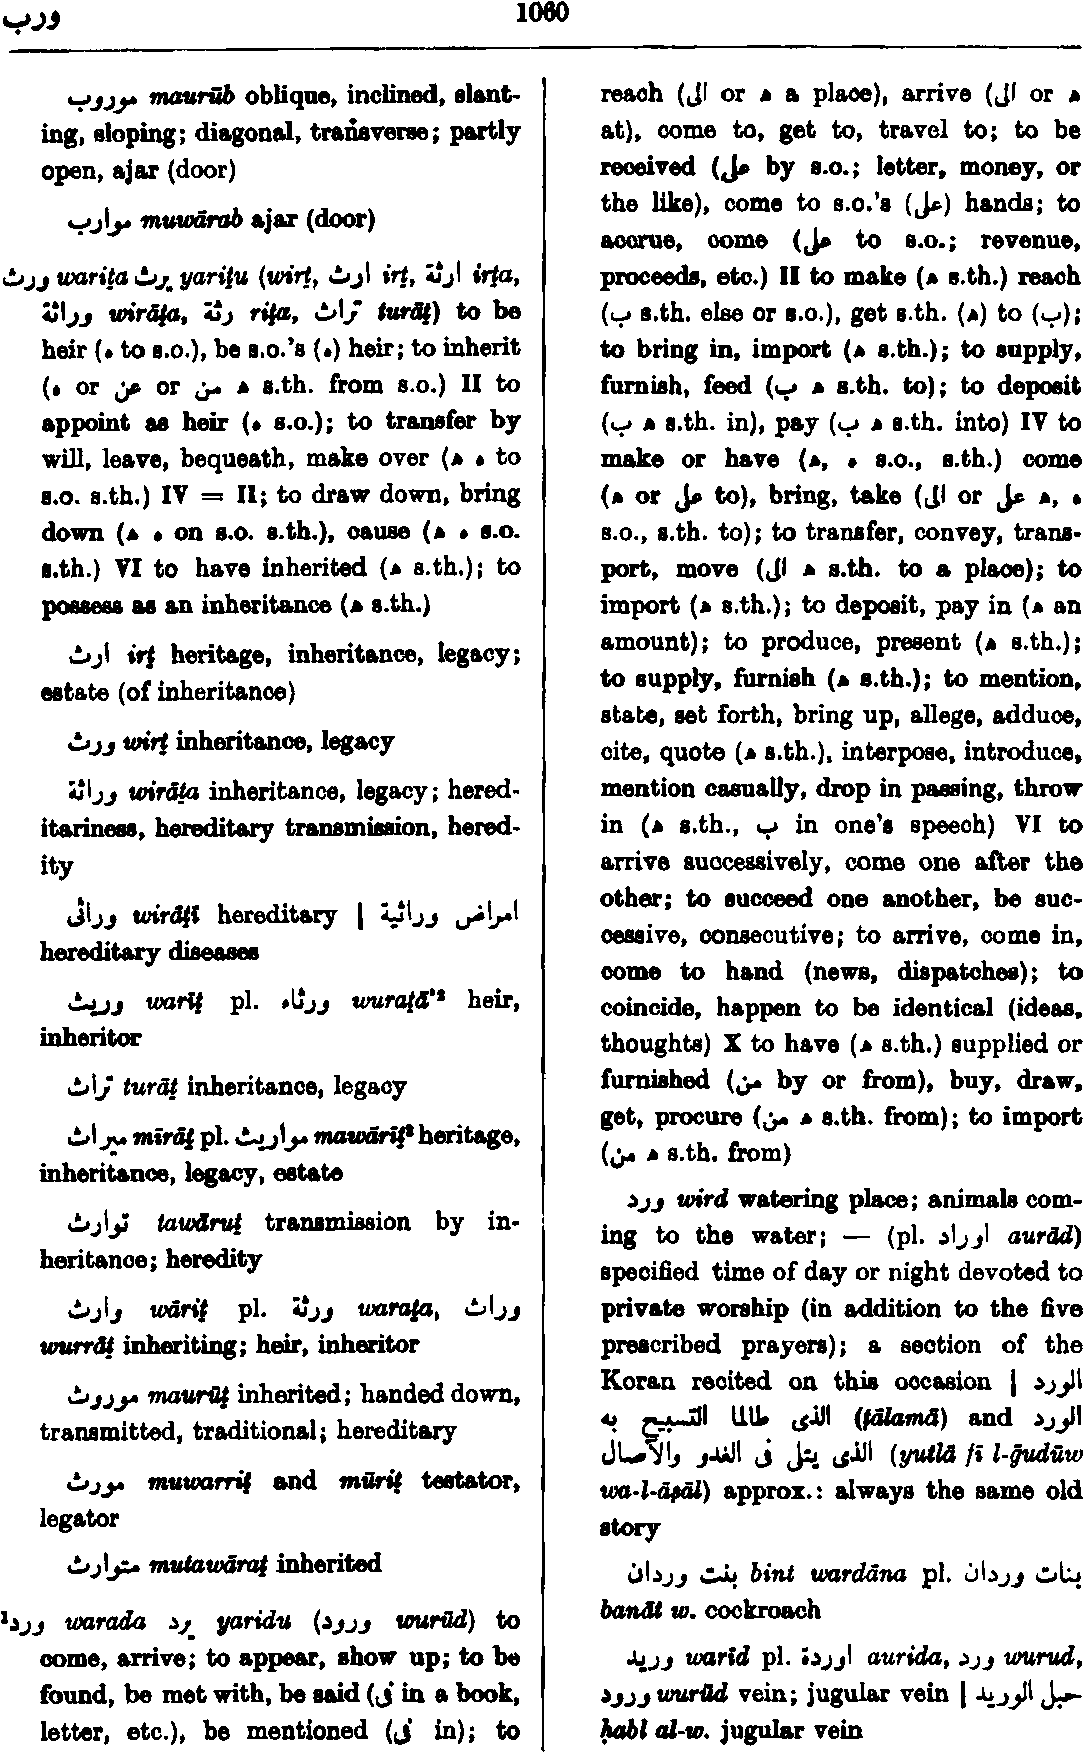 ورب
1060
موروب maurūb oblique, inclined, slant-
ing, sloping; diagonal, transverse; partly
open, ajar (door)
موارب muwārab ajar (door)
ورث wariṯa يرث yariṯu (wirṯ, ارث irṯ, ارثة irṯa,
وراثة wirāṯa, رثة riṯa, تراث turāṯ) to be
heir (ه to s.o.), be s.o.'s (ه) heir; to inherit
(ه or عن or من ه s.th. from s.o.) II to
appoint as heir (ه s.o.); to transfer by
will, leave, bequeath, make over (ه ه to
s.o. s.th.) IV = II; to draw down, bring
down (ه ه on s.o. s.th.), cause (ه ه s.o.
s.th.) VI to have inherited (ه s.th.); to
possess as an inheritance (ه s.th.)
ارث irṯ heritage, inheritance, legacy;
estate (of inheritance)
ورث wirṯ inheritance, legacy
وراثة wirāṯa inheritance, legacy; hered-
itariness, hereditary transmission, hered-
ity
وراثى wirāṯī hereditary | امراض وراثية
hereditary diseases
وريث warīṯ pl. ورثاء wuraṯā'² heir,
inheritor
تراث turāṯ inheritance, legacy
ميراث mīrāṯ pl. مواريث mawārīṯ² heritage,
inheritance, legacy, estate
توارث tawāruṯ transmission by in-
heritance; heredity
وارث wāriṯ pl. ورثة waraṯa, وراث
wurrāṯ inheriting; heir, inheritor
موروث maurūṯ inherited; handed down,
transmitted, traditional; hereditary
مورث muwarriṯ and mūriṯ testator,
legator
متوارث mutawāraṯ inherited
¹ورد warada يرد yaridu (ورود wurūd) to
come, arrive; to appear, show up; to be
found, be met with, be said (فى in a book,
letter, etc.), be mentioned (فى in); to
reach (الى or ه a place), arrive (الى or ه
at), come to, get to, travel to; to be
received (على by s.o.; letter, money, or
the like), come to s.o.'s (على) hands; to
accrue, come (على to s.o.; revenue,
proceeds, etc.) II to make (ه s.th.) reach
(ب s.th. else or s.o.), get s.th. (ه) to (ب);
to bring in, import (ه s.th.); to supply,
furnish, feed (ب ه s.th. to); to deposit
(ب ه s.th. in), pay (ب ه s.th. into) IV to
make or have (ه, ه s.o., s.th.) come
(ه or على to), bring, take (الى or على ه, ه
s.o., s.th. to); to transfer, convey, trans-
port, move (الى ه s.th. to a place); to
import (ه s.th.); to deposit, pay in (ه an
amount); to produce, present (ه s.th.);
to supply, furnish (ه s.th.); to mention,
state, set forth, bring up, allege, adduce,
cite, quote (ه s.th.), interpose, introduce,
mention casually, drop in passing, throw
in (ه s.th., ب in one's speech) VI to
arrive successively, come one after the
other; to succeed one another, be suc-
cessive, consecutive; to arrive, come in,
come to hand (news, dispatches); to
coincide, happen to be identical (ideas,
thoughts) X to have (ه s.th.) supplied or
furnished (من by or from), buy, draw,
get, procure (من ه s.th. from); to import
(من ه s.th. from)
ورد wird watering place; animals com-
ing to the water; — (pl. اوراد aurād)
specified time of day or night devoted to
private worship (in addition to the five
prescribed prayers); a section of the
Koran recited on this occasion | الورد
الذى طالما التسبيح به (ṭālamā) and الورد
الذى يتلى فى الغدو والآصال (yutlā fī l-ḡudūw
wa-l-āṣāl) approx.: always the same old
story
بنت وردان bint wardāna pl. بنات وردان
banāt w. cockroach
وريد warīd pl. اوردة aurida, ورد wurud,
ورود wurūd vein; jugular vein | حبل الوريد
ḥabl al-w. jugular vein